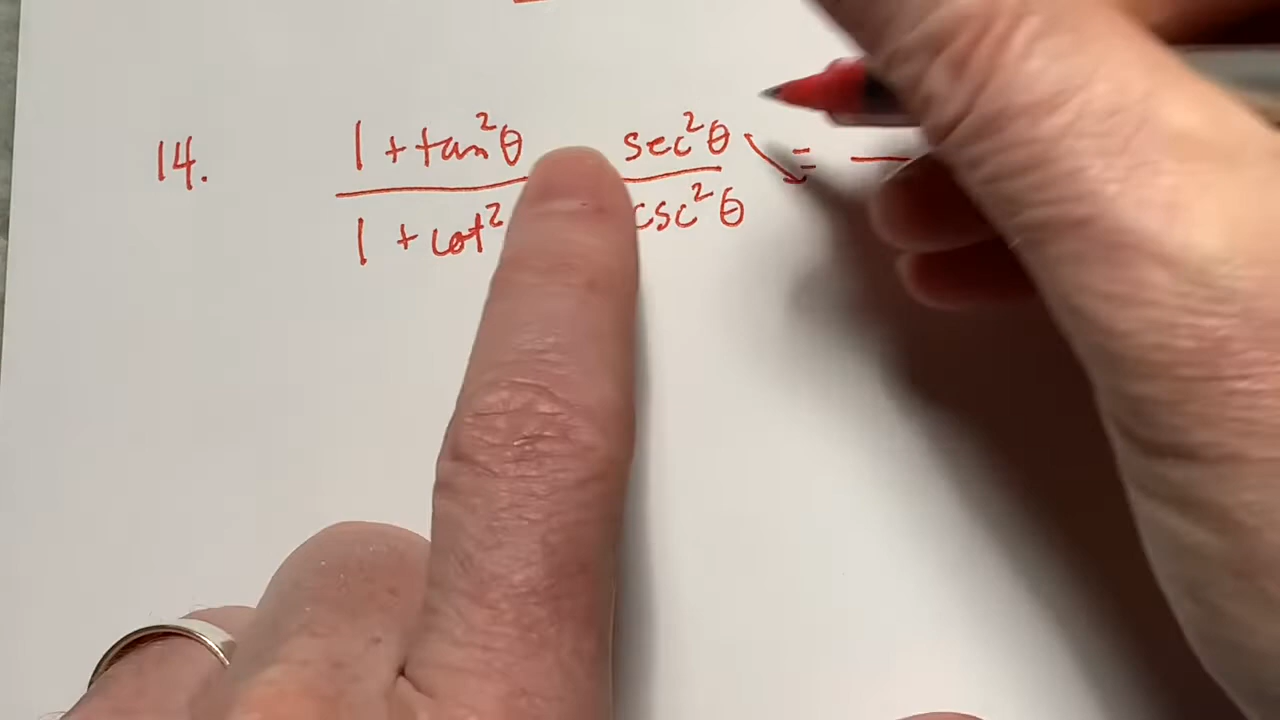 14. 1 + tan²θ sec²θ = 
1 + cot² csc²θ